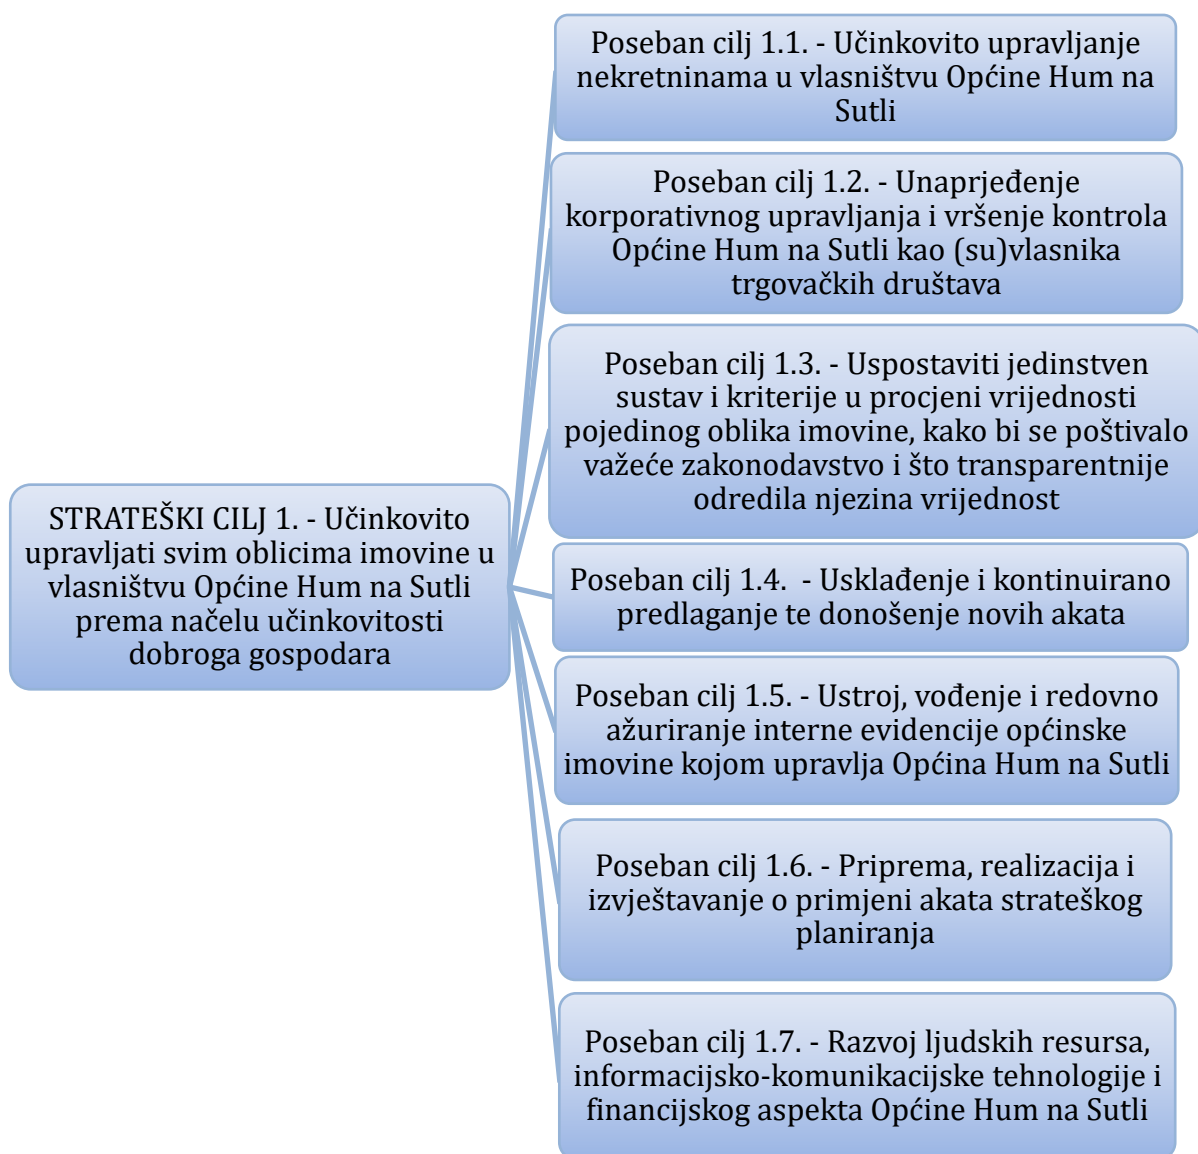 STRATEŠKI CILJ 1. - Učinkovito
upravljati svim oblicima imovine u
vlasništvu Općine Hum na Sutli
prema načelu učinkovitosti
dobroga gospodara
Poseban cilj 1.1. - Učinkovito upravljanje
nekretninama u vlasništvu Općine Hum na
Sutli
Poseban cilj 1.2. - Unaprjeđenje
korporativnog upravljanja i vršenje kontrola
Općine Hum na Sutli kao (su)vlasnika
trgovačkih društava
Poseban cilj 1.3. - Uspostaviti jedinstven
sustav i kriterije u procjeni vrijednosti
pojedinog oblika imovine, kako bi se poštivalo
važeće zakonodavstvo i što transparentnije
odredila njezina vrijednost
Poseban cilj 1.4.  - Usklađenje i kontinuirano
predlaganje te donošenje novih akata
Poseban cilj 1.5. - Ustroj, vođenje i redovno
ažuriranje interne evidencije općinske
imovine kojom upravlja Općina Hum na Sutli
Poseban cilj 1.6. - Priprema, realizacija i
izvještavanje o primjeni akata strateškog
planiranja
Poseban cilj 1.7. - Razvoj ljudskih resursa,
informacijsko-komunikacijske tehnologije i
financijskog aspekta Općine Hum na Sutli